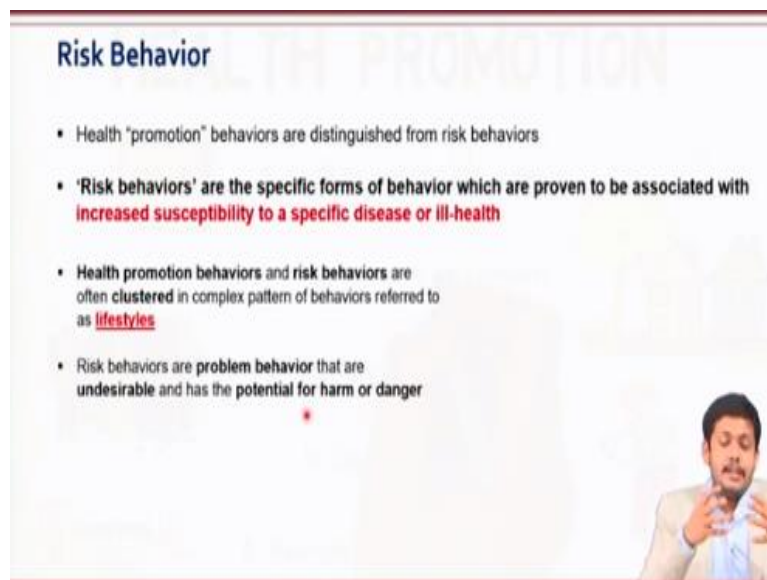 HEALTH PROMOTION
Risk Behavior
• Health "promotion" behaviors are distinguished from risk behaviors
• 'Risk behaviors' are the specific forms of behavior which are proven to be associated with
increased susceptibility to a specific disease or ill-health
• Health promotion behaviors and risk behaviors are
often clustered in complex pattern of behaviors referred to
as lifestyles
• Risk behaviors are problem behavior that are
undesirable and has the potential for harm or danger